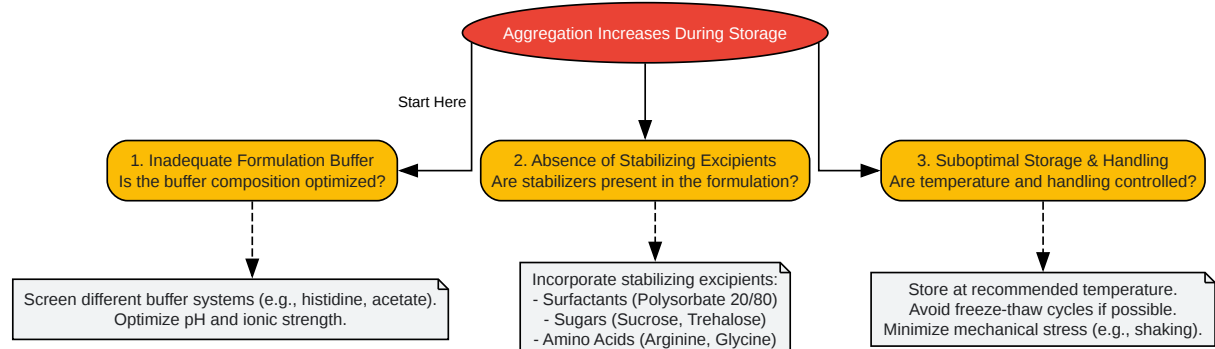 Aggregation Increases During Storage
Start Here
1. Inadequate Formulation Buffer
Is the buffer composition optimized?
2. Absence of Stabilizing Excipients
Are stabilizers present in the formulation?
3. Suboptimal Storage & Handling
Are temperature and handling controlled?
Screen different buffer systems (e.g., histidine, acetate).
Optimize pH and ionic strength.
Incorporate stabilizing excipients:
- Surfactants (Polysorbate 20/80)
- Sugars (Sucrose, Trehalose)
- Amino Acids (Arginine, Glycine)
Store at recommended temperature.
Avoid freeze-thaw cycles if possible.
Minimize mechanical stress (e.g., shaking).